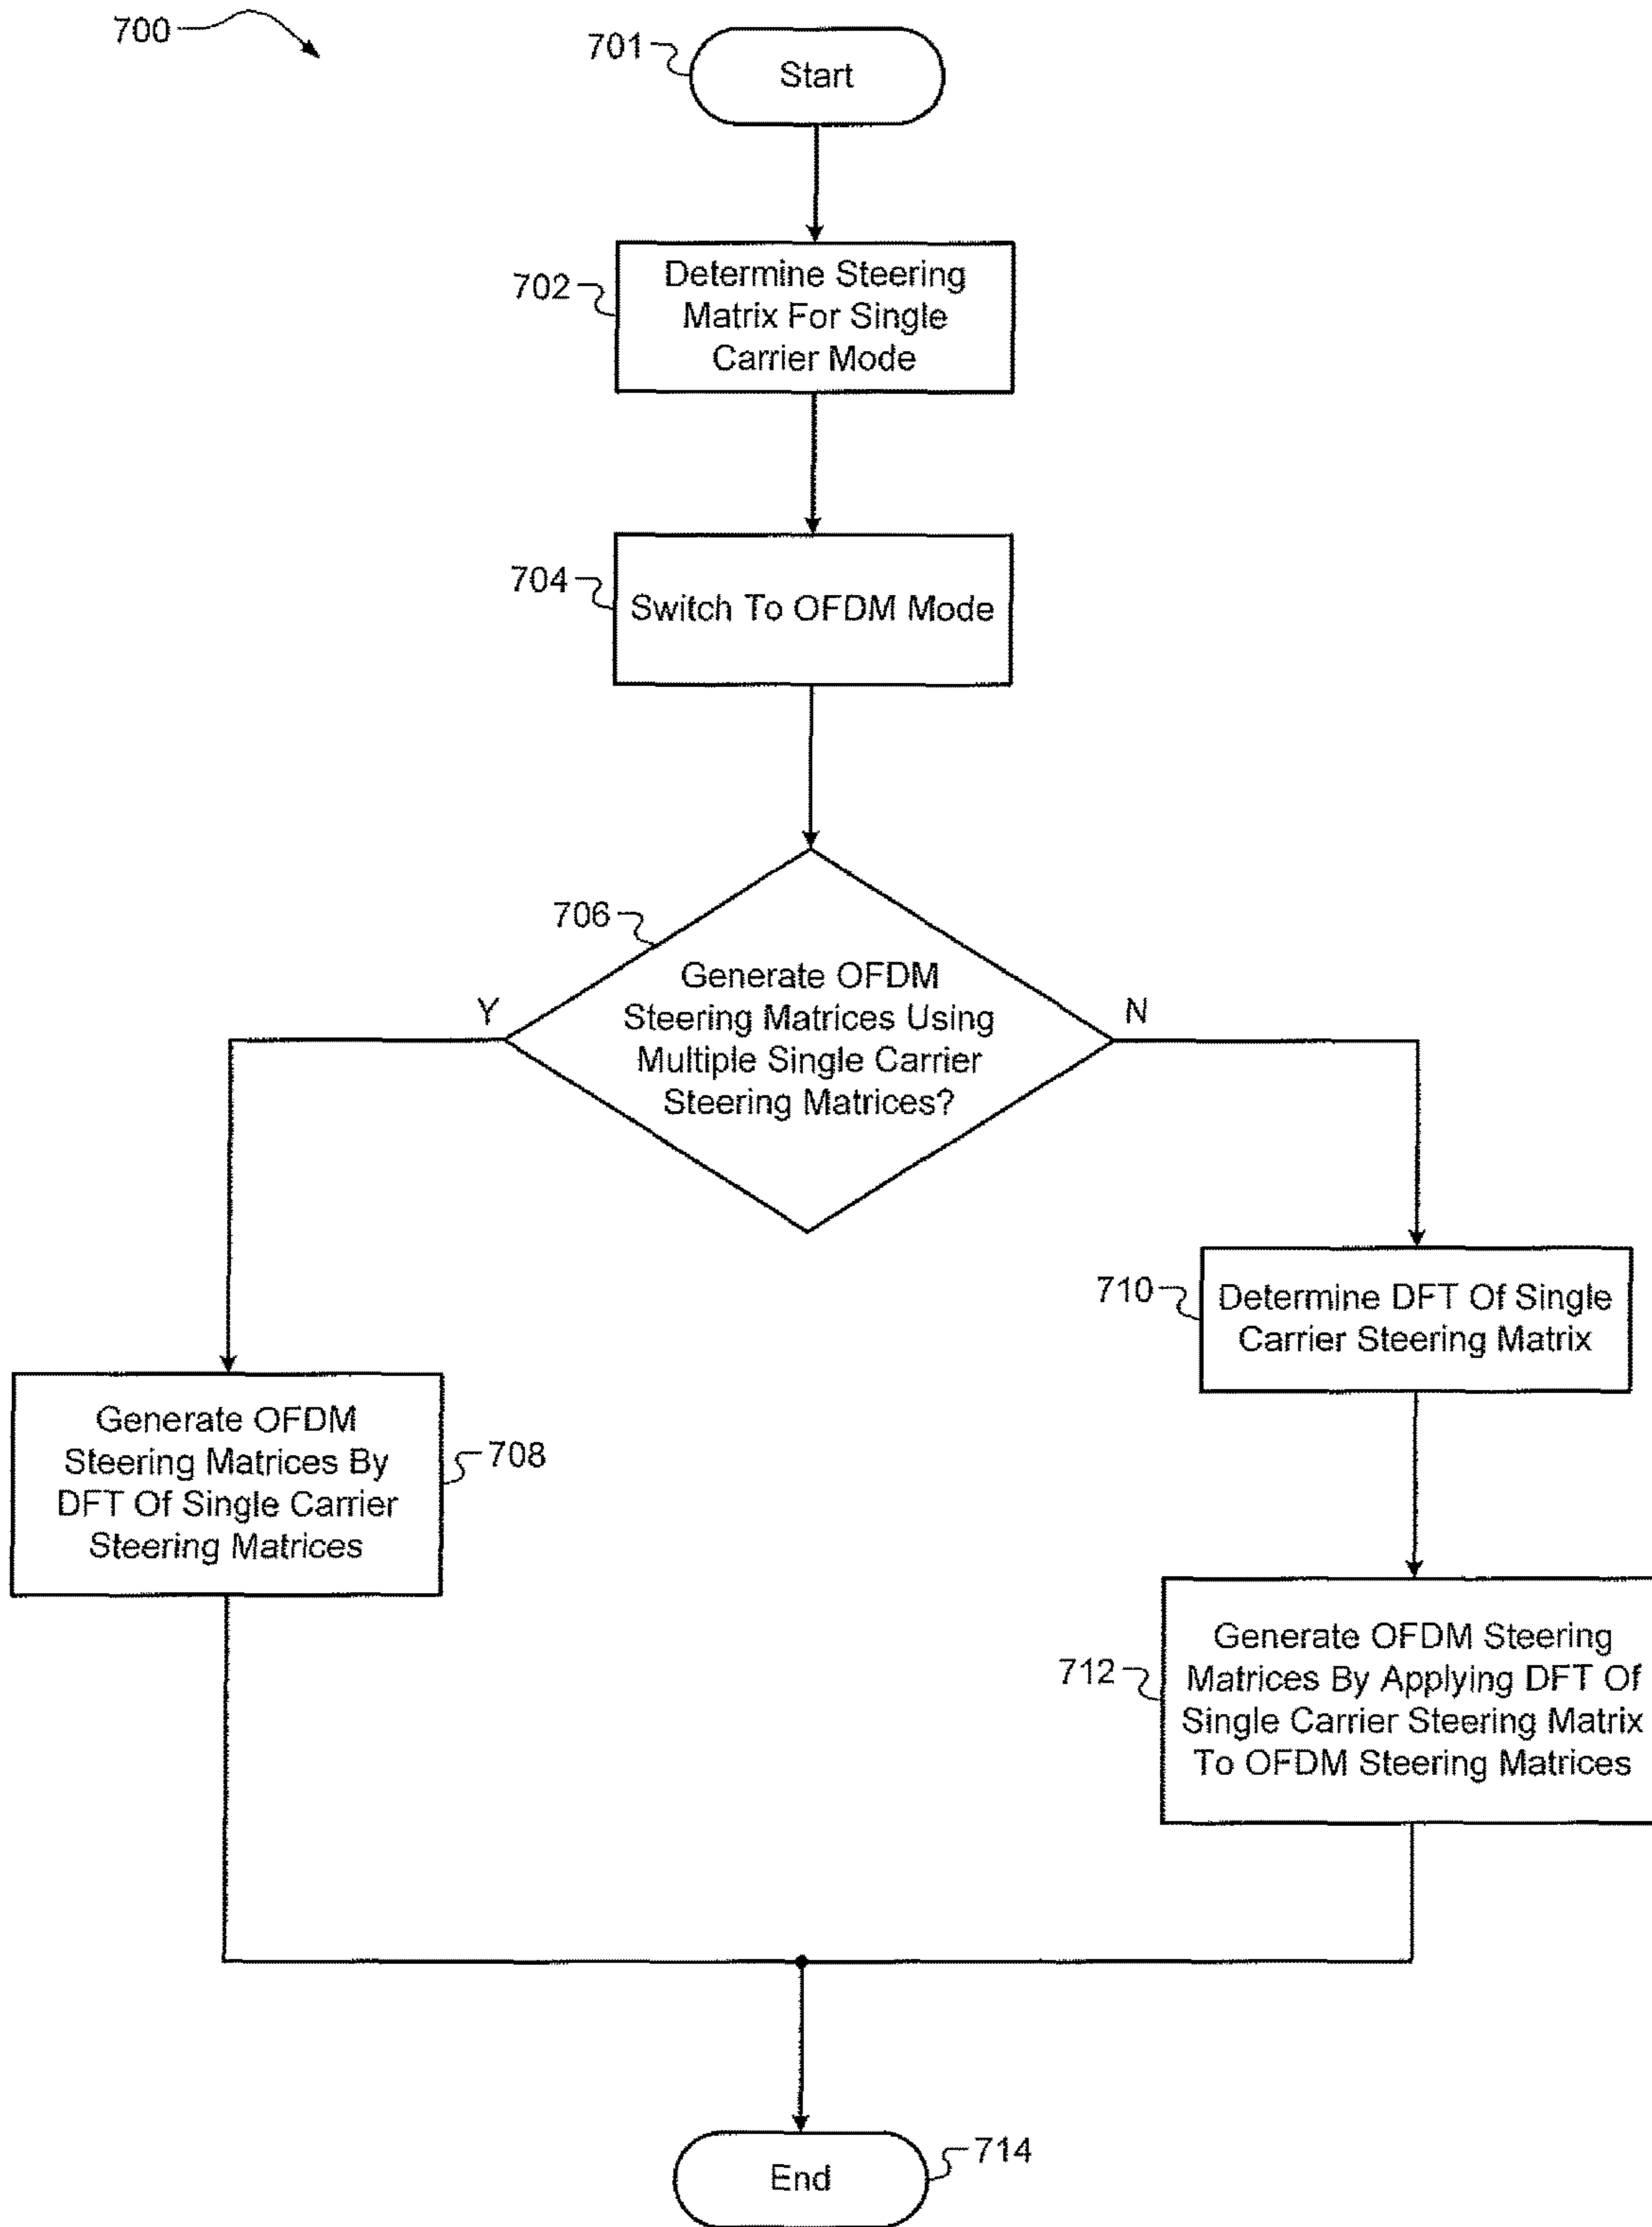 700
701
Start
702
Determine Steering
Matrix For Single
Carrier Mode
704
Switch To OFDM Mode
706
Generate OFDM
Steering Matrices Using
Multiple Single Carrier
Steering Matrices?
Y
N
710
Determine DFT Of Single
Carrier Steering Matrix
Generate OFDM
Steering Matrices By
DFT Of Single Carrier
Steering Matrices
708
712
Generate OFDM Steering
Matrices By Applying DFT Of
Single Carrier Steering Matrix
To OFDM Steering Matrices
End
714